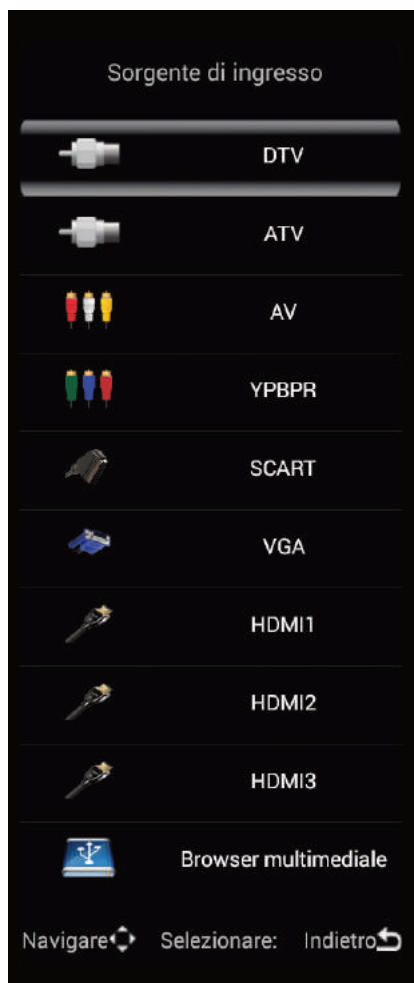 Sorgente di ingresso
DTV
ATV
AV
YPBPR
SCART
VGA
HDMI1
HDMI2
HDMI3
Browser multimediale
Navigare Selezionare: Indietro